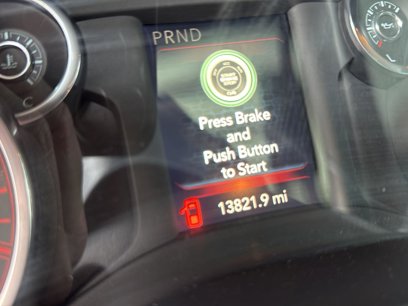 PRND
Press Brake
and
Push Button
to Start
13821.9 mi